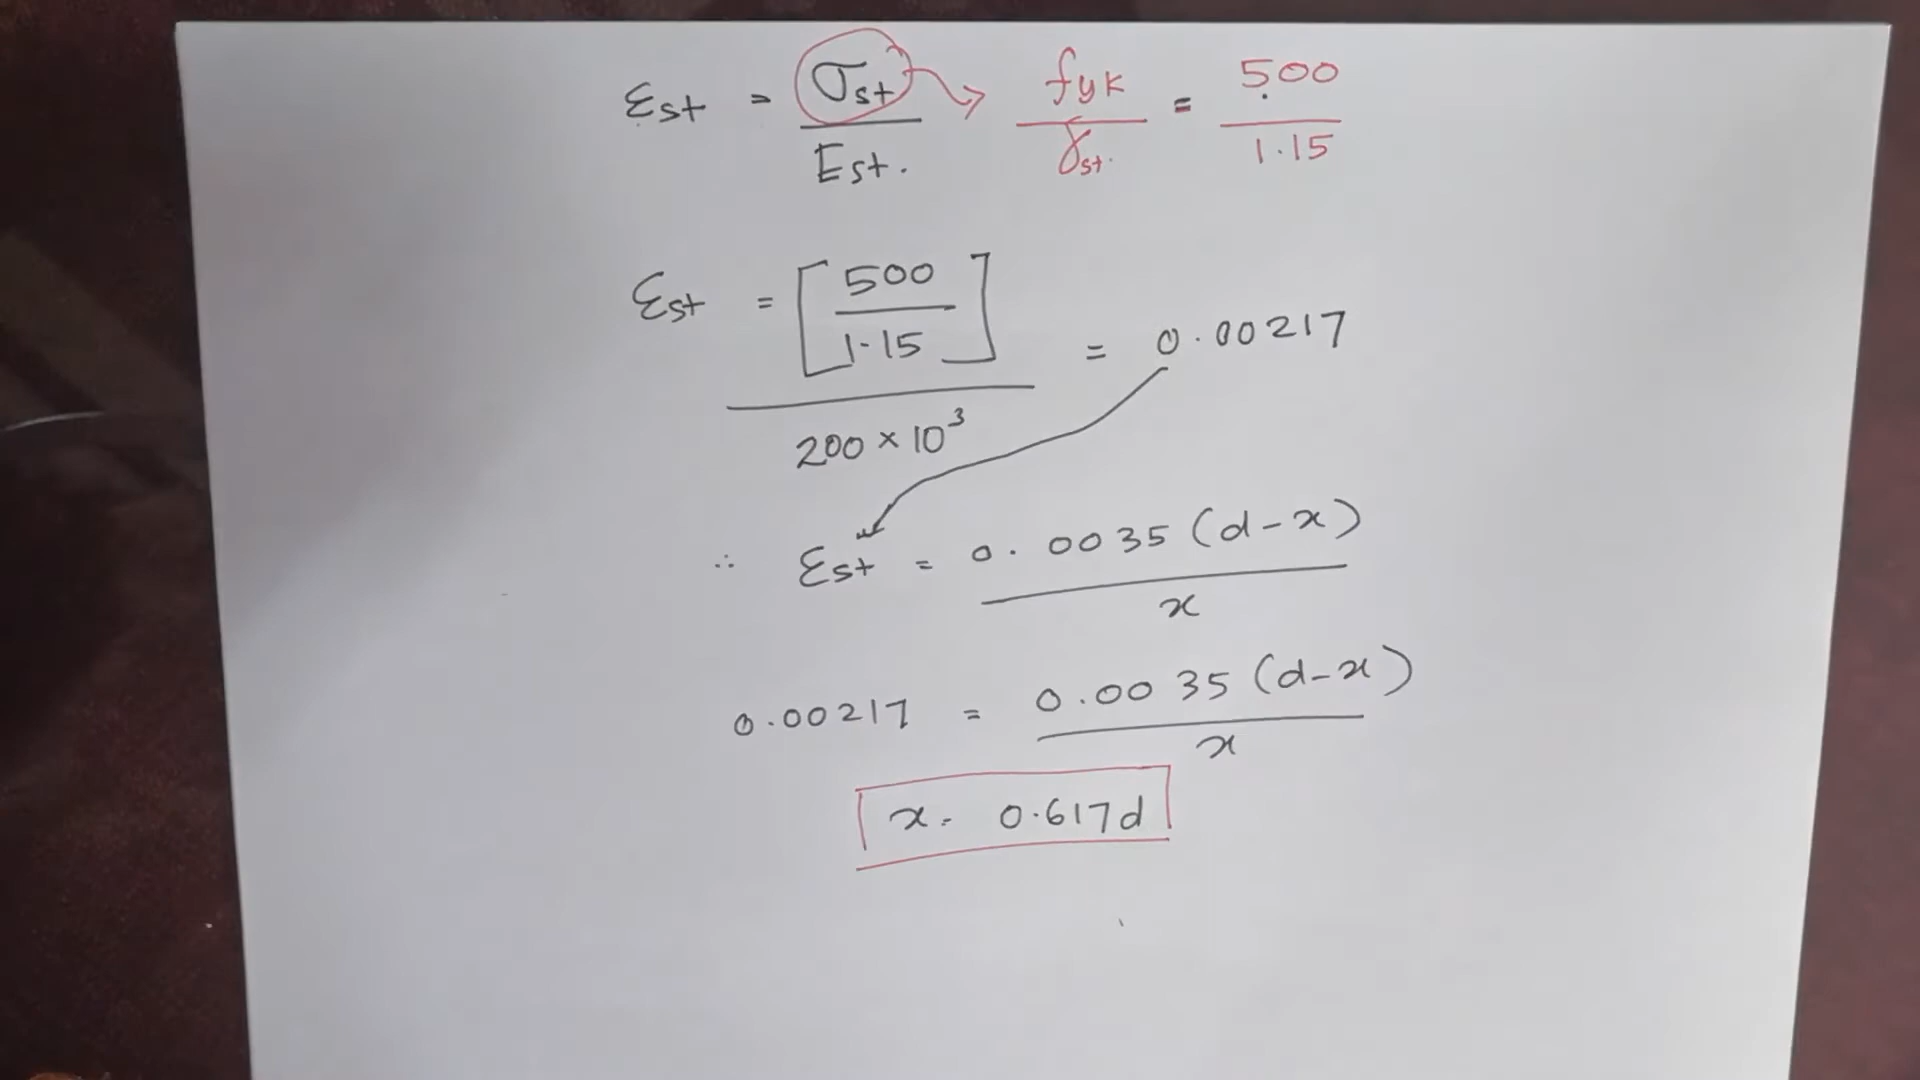 εst = σst / Est. → fyk / γst. = 500 / 1.15
εst = [500 / 1.15] / 200 × 10³ = 0.00217
∴ εst = 0.0035 (d-x) / x
0.00217 = 0.0035 (d-x) / x
x = 0.617d